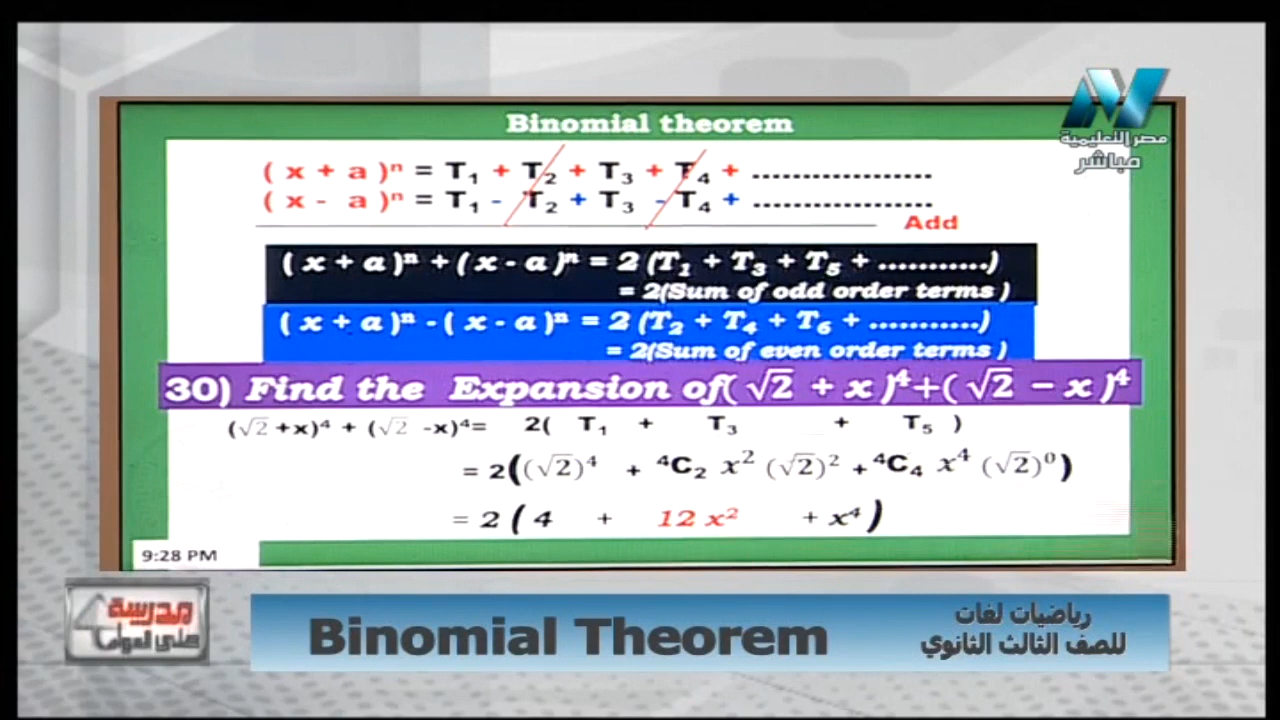 Binomial theorem
مصر التعليمية
مباشر
( x + a )ⁿ = T₁ + T₂ + T₃ + T₄ + ..................
( x - a )ⁿ = T₁ - T₂ + T₃ - T₄ + ..................
Add
( x + a )ⁿ + ( x - a )ⁿ = 2 (T₁ + T₃ + T₅ + ...........)
= 2(Sum of odd order terms )
( x + a )ⁿ - ( x - a )ⁿ = 2 (T₂ + T₄ + T₆ + ...........)
= 2(Sum of even order terms )
30) Find the Expansion of( √2 + x )⁴+( √2 − x )⁴
(√2 +x)⁴ + (√2 -x)⁴= 2( T₁ + T₃ + T₅ )
= 2((√2)⁴ + ⁴C₂ x² (√2)² + ⁴C₄ x⁴ (√2)⁰)
= 2 ( 4 + 12 x² + x⁴ )
9:28 PM
مدرسة
على الهواء
Binomial Theorem
رياضيات لغات
للصف الثالث الثانوي